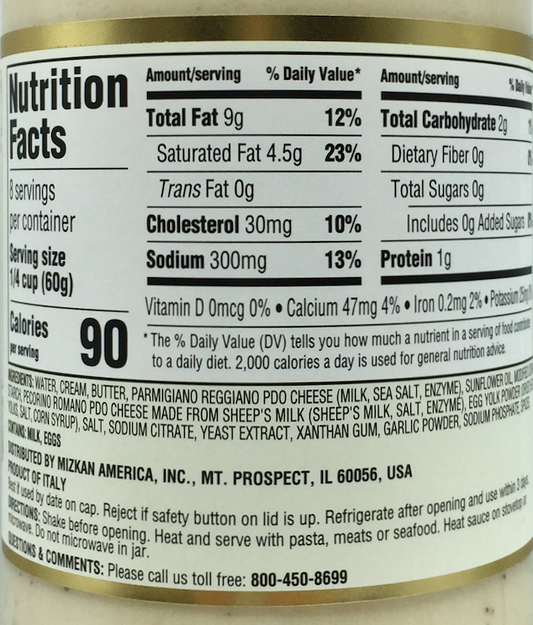 Nutrition
Facts
8 servings
per container
Serving size
1/4 cup (60g)
Calories
per serving
90
Amount/serving % Daily Value*
Total Fat 9g 12%
Saturated Fat 4.5g 23%
Trans Fat 0g
Cholesterol 30mg 10%
Sodium 300mg 13%
Amount/serving % Daily
Total Carbohydrate 2g
Dietary Fiber 0g
Total Sugars 0g
Includes 0g Added Sugars
Protein 1g
Vitamin D 0mcg 0% • Calcium 47mg 4% • Iron 0.2mg 2% • Potassium 25mg
*The % Daily Value (DV) tells you how much a nutrient in a serving of food contributes
to a daily diet. 2,000 calories a day is used for general nutrition advice.
INGREDIENTS: WATER, CREAM, BUTTER, PARMIGIANO REGGIANO PDO CHEESE (MILK, SEA SALT, ENZYME), SUNFLOWER OIL, MODIFIED
STARCH, PECORINO ROMANO PDO CHEESE MADE FROM SHEEP'S MILK (SHEEP'S MILK, SALT, ENZYME), EGG YOLK POWDER
YOLKS, SALT, CORN SYRUP), SALT, SODIUM CITRATE, YEAST EXTRACT, XANTHAN GUM, GARLIC POWDER, SODIUM PHOSPHATE, SPICES.
CONTAINS: MILK, EGGS
DISTRIBUTED BY MIZKAN AMERICA, INC., MT. PROSPECT, IL 60056, USA
PRODUCT OF ITALY
Best if used by date on cap. Reject if safety button on lid is up. Refrigerate after opening and use within 3 days.
DIRECTIONS: Shake before opening. Heat and serve with pasta, meats or seafood. Heat sauce on stovetop or
microwave. Do not microwave in jar.
QUESTIONS & COMMENTS: Please call us toll free: 800-450-8699